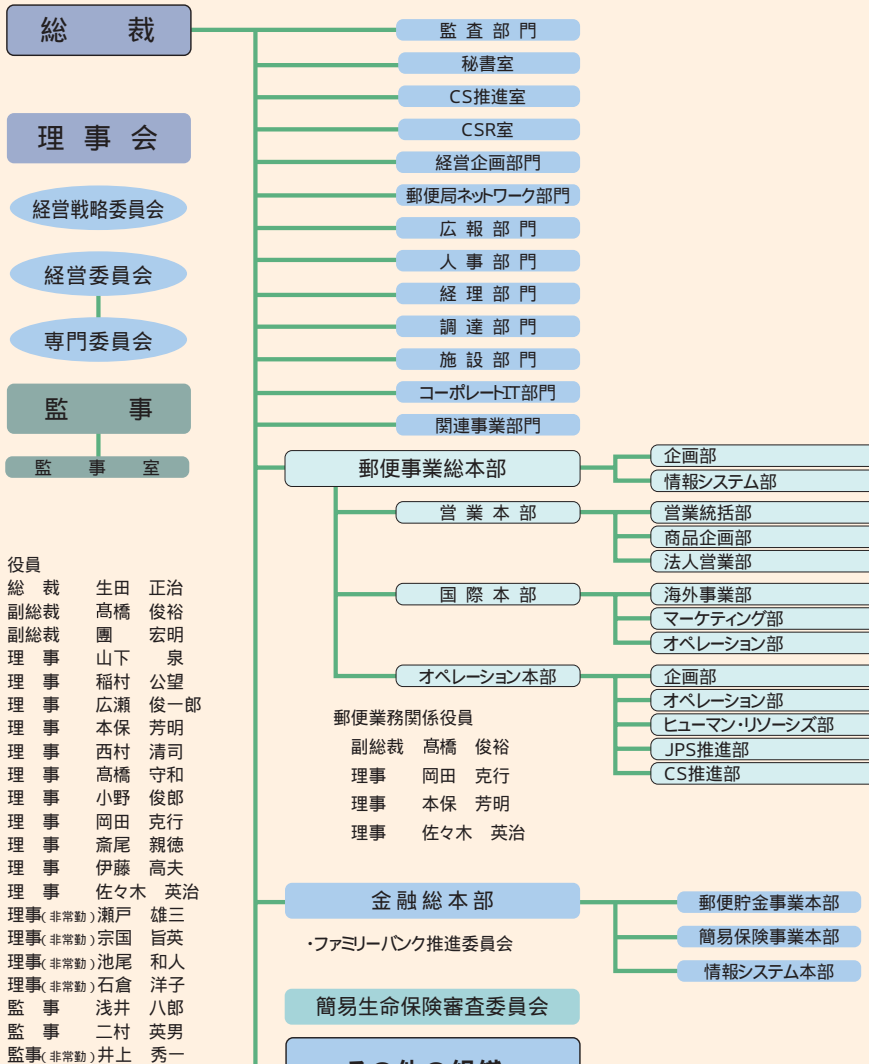 総 裁
理 事 会
経営戦略委員会
経営委員会
専門委員会
監 事
監 事 室
監 査 部 門
秘書室
CS推進室
CSR室
経営企画部門
郵便局ネットワーク部門
広 報 部 門
人 事 部 門
経 理 部 門
調 達 部 門
施 設 部 門
コーポレートIT部門
関連事業部門
郵便事業総本部
企画部
情報システム部
営 業 本 部
営業統括部
商品企画部
法人営業部
国 際 本 部
海外事業部
マーケティング部
オペレーション部
オペレーション本部
企画部
オペレーション部
ヒューマン・リソーシズ部
JPS推進部
CS推進部
郵便業務関係役員
副総裁 髙橋 俊裕
理事 岡田 克行
理事 本保 芳明
理事 佐々木 英治
役員
総 裁 生田 正治
副総裁 髙橋 俊裕
副総裁 團 宏明
理 事 山下 泉
理 事 稲村 公望
理 事 広瀬 俊一郎
理 事 本保 芳明
理 事 西村 清司
理 事 髙橋 守和
理 事 小野 俊郎
理 事 岡田 克行
理 事 斎尾 親徳
理 事 伊藤 高夫
理 事 佐々木 英治
理事(非常勤)瀬戸 雄三
理事(非常勤)宗国 旨英
理事(非常勤)池尾 和人
理事(非常勤)石倉 洋子
監 事 浅井 八郎
監 事 二村 英男
監事(非常勤)井上 秀一
金 融 総 本 部
・ファミリーバンク推進委員会
郵便貯金事業本部
簡易保険事業本部
情報システム本部
簡易生命保険審査委員会
その他の組織